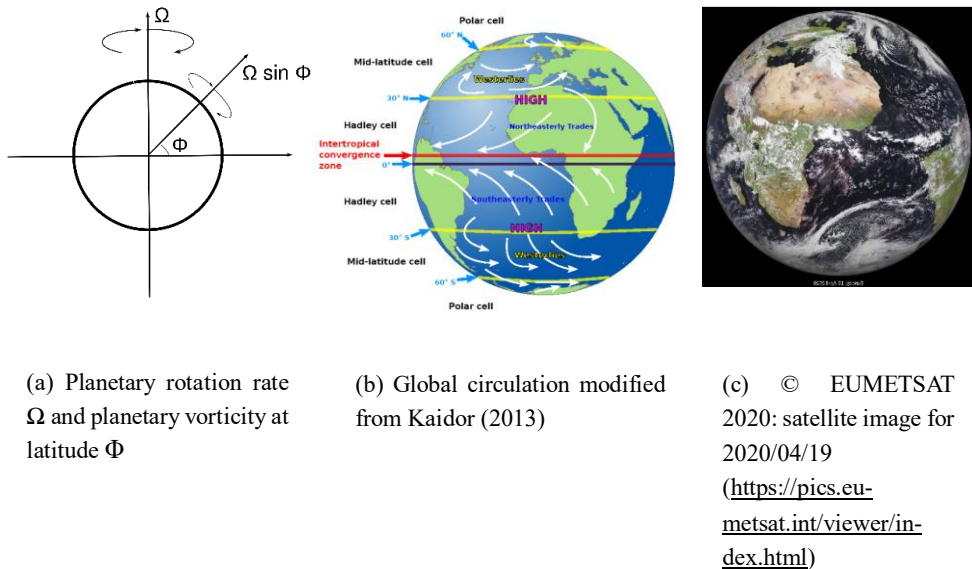 Ω
Ω sin Φ
Φ
Polar cell
60° N
Mid-latitude cell
Westerlies
30° N
HIGH
Hadley cell
Northeasterly Trades
Intertropical
convergence
zone
0°
Hadley cell
Southeasterly Trades
30° S
HIGH
Mid-latitude cell
Westerlies
60° S
Polar cell
(a) Planetary rotation rate
Ω and planetary vorticity at
latitude Φ
(b) Global circulation modified
from Kaidor (2013)
(c) © EUMETSAT
2020: satellite image for
2020/04/19
(https://pics.eu-
metsat.int/viewer/in-
dex.html)